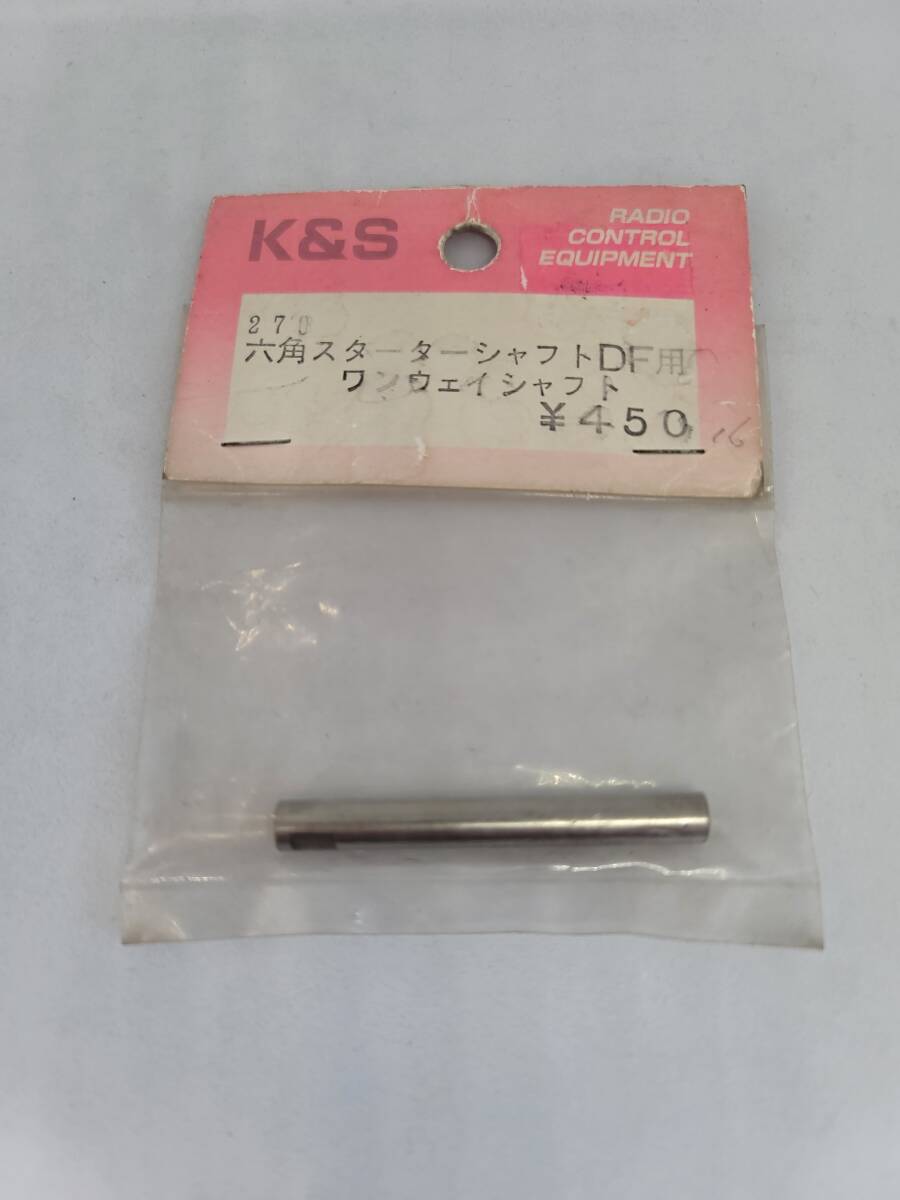 K&S
RADIO
CONTROL
EQUIPMENT
270
六角スターターシャフトDF用
ワンウェイシャフト
¥450
16